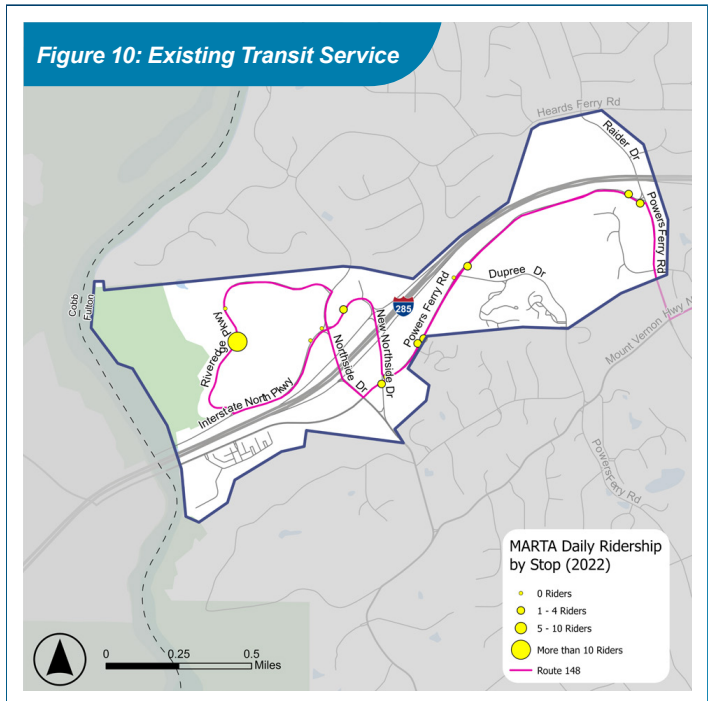 Figure 10: Existing Transit Service
Heards Ferry Rd
Raider Dr
Powers Ferry Rd
Dupree Dr
Powers Ferry Rd
285
Cobb
Fulton
Riveredge Pkwy
New Northside Dr
Northside Dr
Interstate North Pkwy
Mount Vernon Hwy N
Powers Ferry Rd
MARTA Daily Ridership
by Stop (2022)
0 Riders
1 - 4 Riders
5 - 10 Riders
More than 10 Riders
Route 148
0 0.25 0.5
Miles